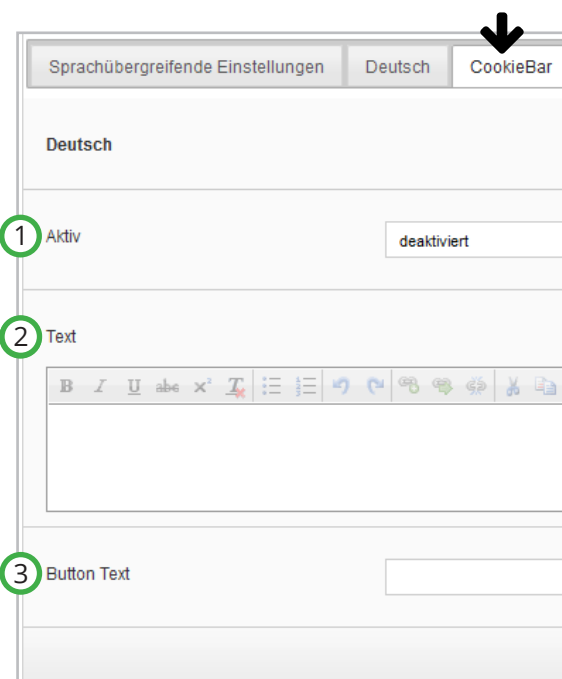 Sprachübergreifende Einstellungen Deutsch CookieBar
Deutsch
1 Aktiv deaktiviert
2 Text
B I U abc x²
3 Button Text